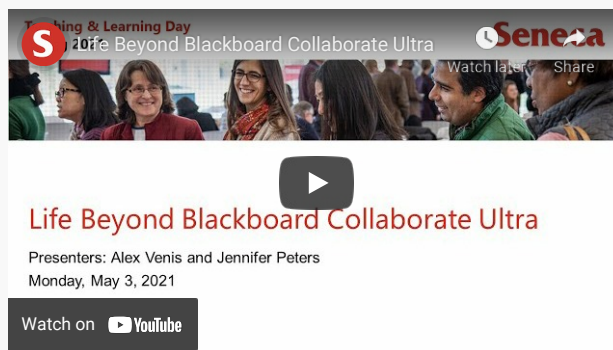 Teaching & Learning Day
2021
Life Beyond Blackboard Collaborate Ultra
Seneca
Watch later
Share
Life Beyond Blackboard Collaborate Ultra
Presenters: Alex Venis and Jennifer Peters
Monday, May 3, 2021
Watch on YouTube